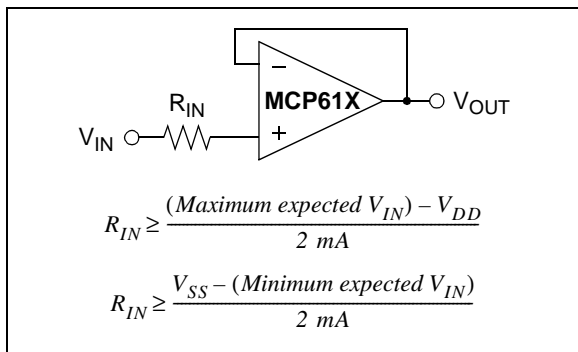 −
MCP61X
R_IN
V_IN
+
V_OUT
R_IN ≥ (Maximum expected V_IN) – V_DD
2 mA
R_IN ≥ V_SS – (Minimum expected V_IN)
2 mA